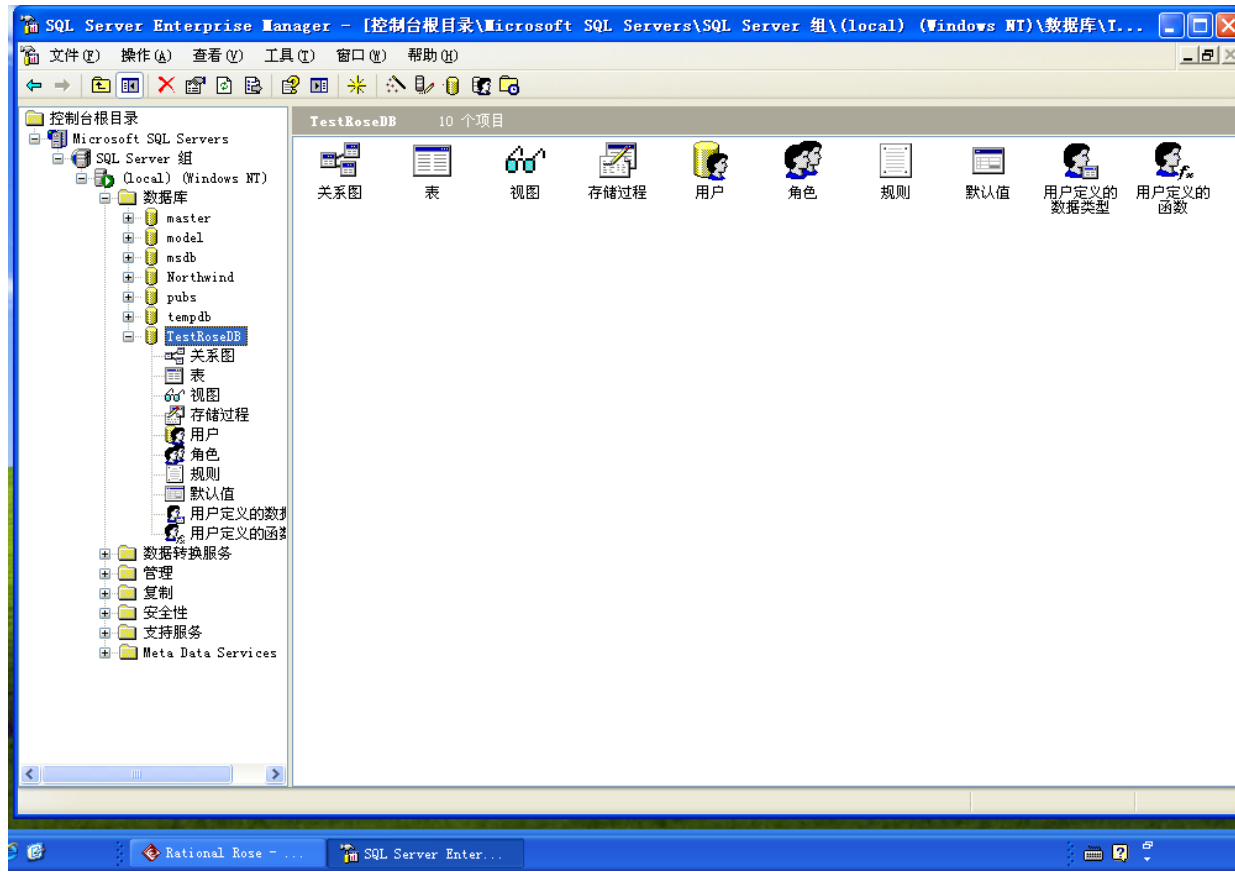 SQL Server Enterprise Manager - [控制台根目录\Microsoft SQL Servers\SQL Server 组\(local) (Windows NT)\数据库\T...
文件(F) 操作(A) 查看(V) 工具(T) 窗口(W) 帮助(H)
控制台根目录
Microsoft SQL Servers
SQL Server 组
(local) (Windows NT)
数据库
master
model
msdb
Northwind
pubs
tempdb
TestRoseDB
关系图
表
视图
存储过程
用户
角色
规则
默认值
用户定义的数据
用户定义的函数
数据转换服务
管理
复制
安全性
支持服务
Meta Data Services
TestRoseDB 10 个项目
关系图 表 视图 存储过程 用户 角色 规则 默认值 用户定义的数据类型 用户定义的函数
Rational Rose - ...
SQL Server Enter...